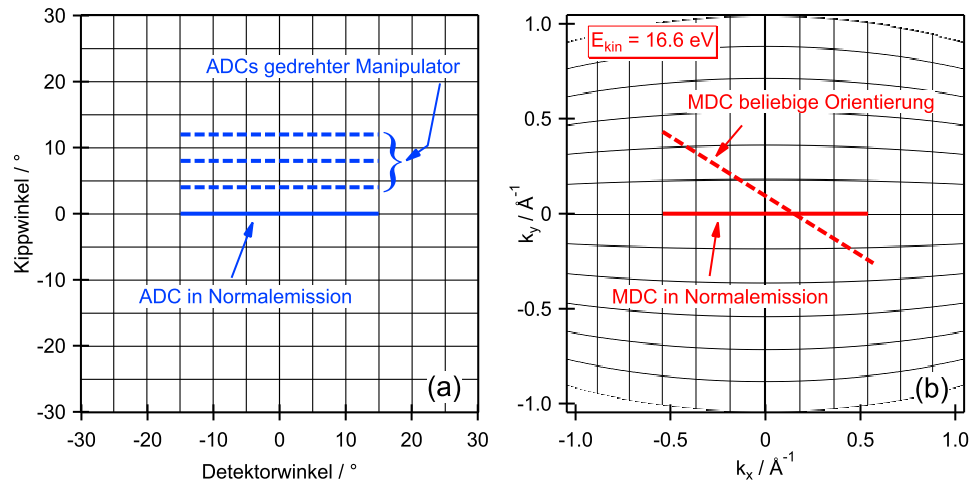 30
20
10
0
-10
-20
-30
Kippwinkel / °
ADCs gedrehter Manipulator
ADC in Normalemission
(a)
-30 -20 -10 0 10 20 30
Detektorwinkel / °
1.0
0.5
0
-0.5
-1.0
k_y / Å⁻¹
E_kin = 16.6 eV
MDC beliebige Orientierung
MDC in Normalemission
(b)
-1.0 -0.5 0 0.5 1.0
k_x / Å⁻¹